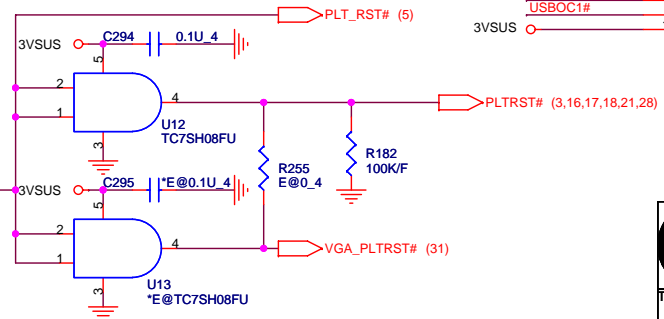 PLT_RST# (5)
USBOC1#
3VSUS
C294
0.1U_4
3VSUS
5
2
1
4
PLTRST# (3,16,17,18,21,28)
U12
TC7SH08FU
3
R255
E@0_4
R182
100K/F
3VSUS
C295
*E@0.1U_4
5
2
1
4
VGA_PLTRST# (31)
U13
*E@TC7SH08FU
3
T